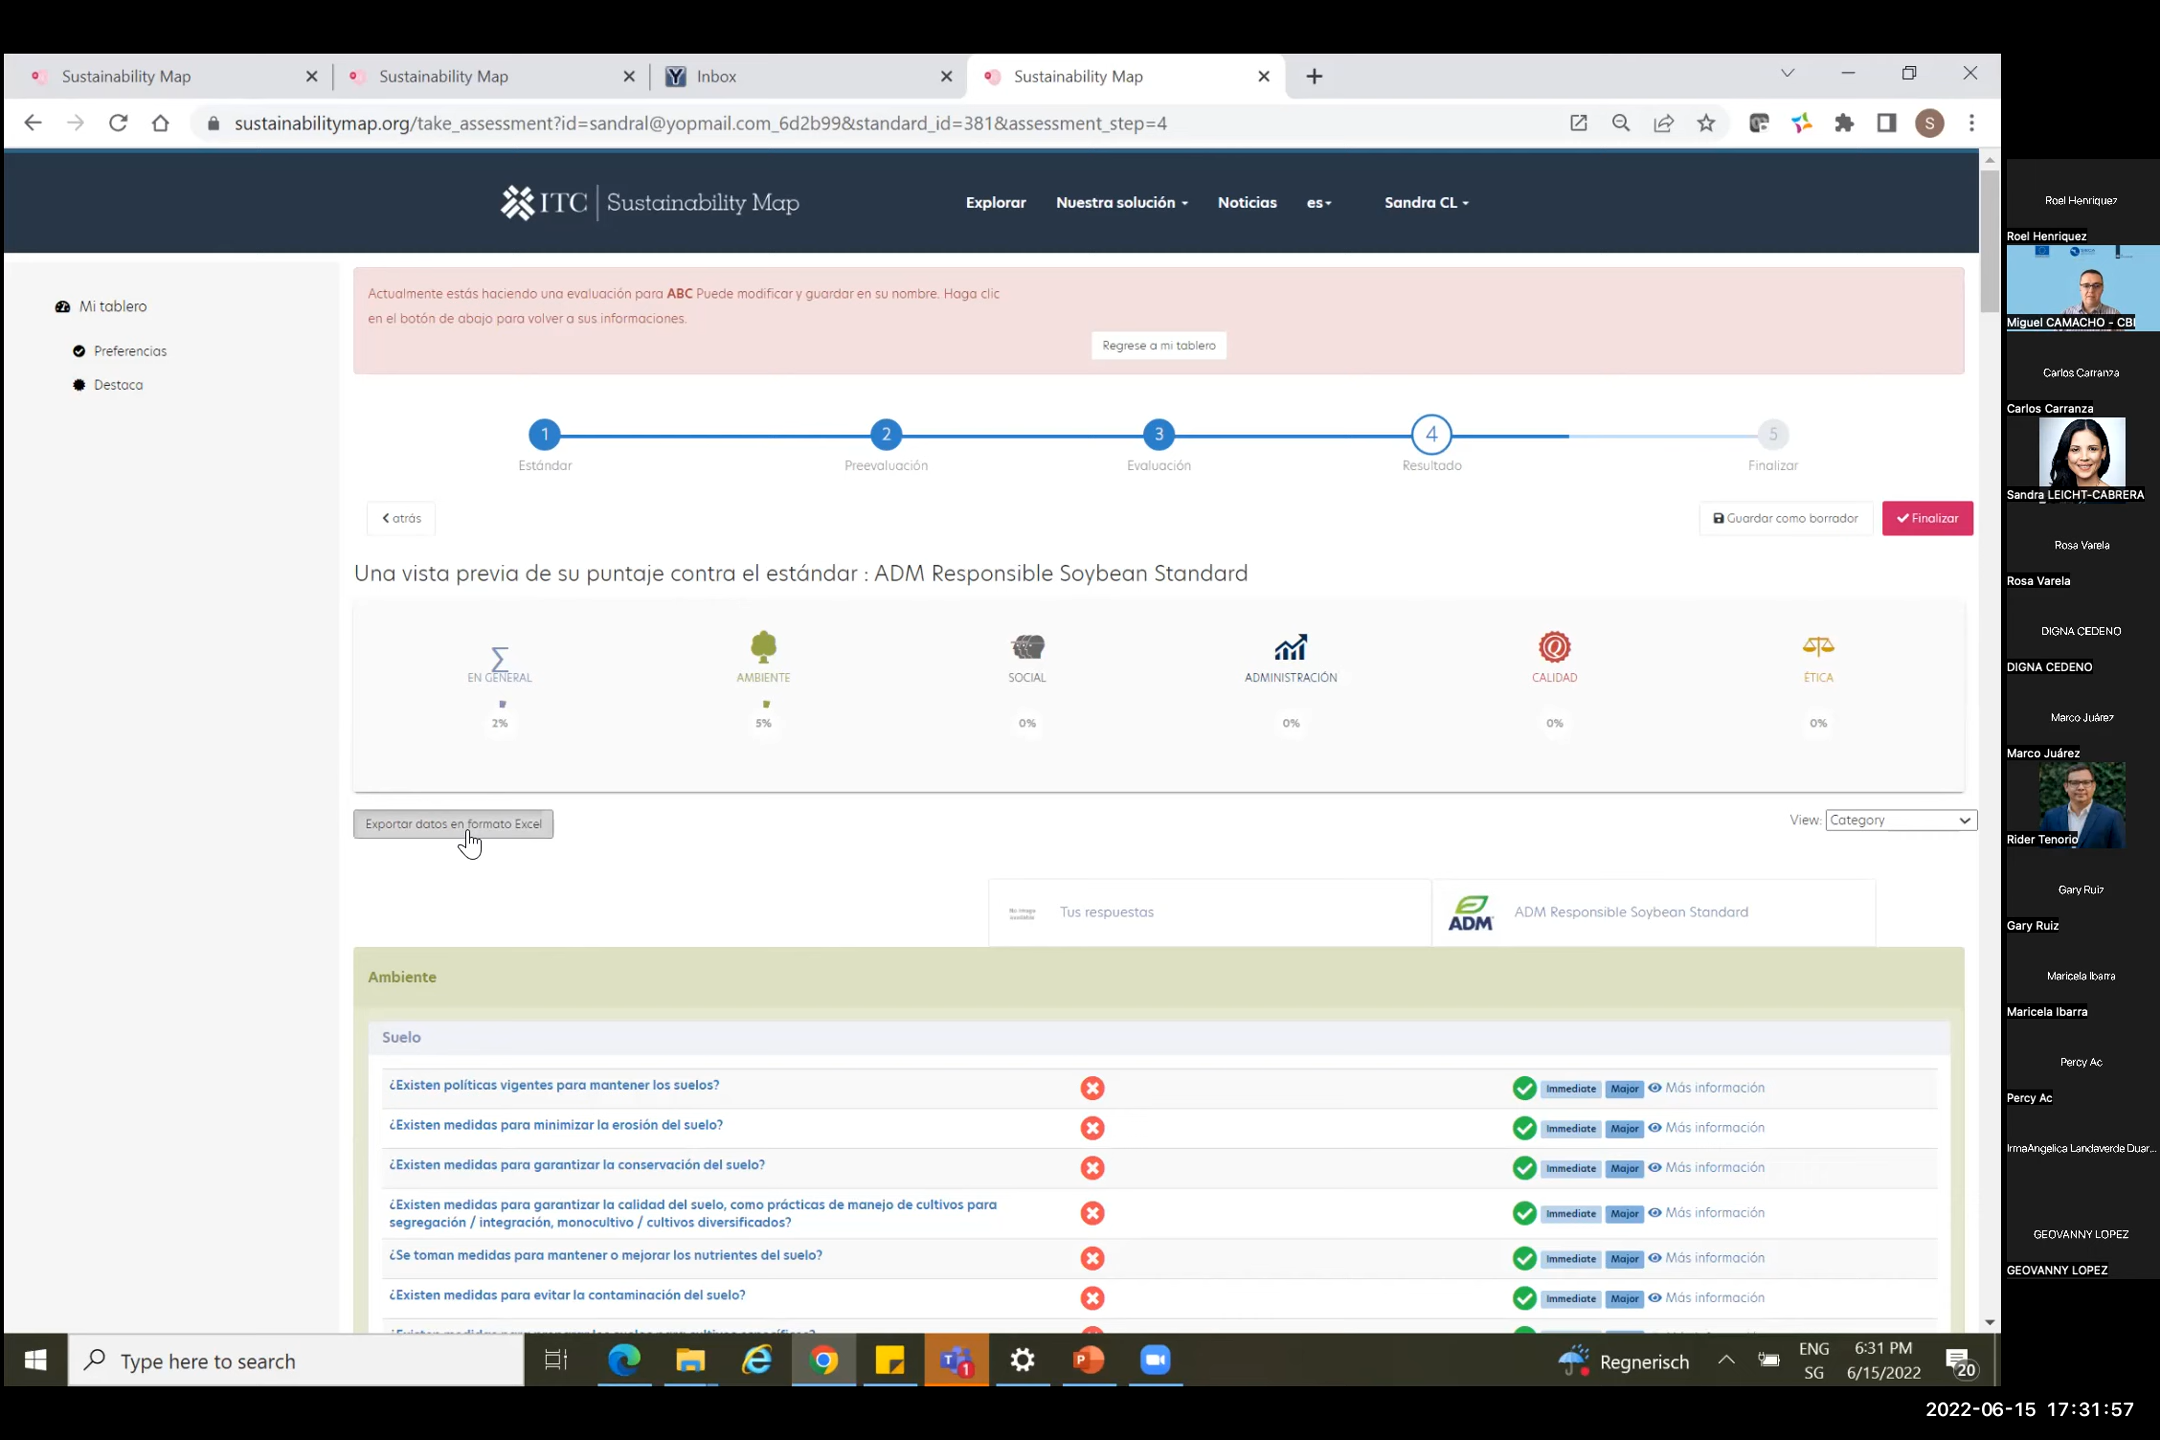 Sustainability Map
Sustainability Map
Inbox
Sustainability Map
sustainabilitymap.org/take_assessment?id=sandral@yopmail.com_6d2b99&standard_id=381&assessment_step=4
S
ITC | Sustainability Map
Explorar
Nuestra solución
Noticias
es
Sandra CL
Mi tablero
Preferencias
Destaca
Actualmente estás haciendo una evaluación para ABC Puede modificar y guardar en su nombre. Haga clic
en el botón de abajo para volver a sus informaciones.
Regrese a mi tablero
1
2
3
4
5
Estándar
Preevaluación
Evaluación
Resultado
Finalizar
atrás
Guardar como borrador
Finalizar
Una vista previa de su puntaje contra el estándar : ADM Responsible Soybean Standard
EN GENERAL
AMBIENTE
SOCIAL
ADMINISTRACIÓN
CALIDAD
ÉTICA
2%
5%
0%
0%
0%
0%
Exportar datos en formato Excel
View: Category
No image
available
Tus respuestas
ADM
ADM Responsible Soybean Standard
Ambiente
Suelo
¿Existen políticas vigentes para mantener los suelos?
Immediate Major Más información
¿Existen medidas para minimizar la erosión del suelo?
Immediate Major Más información
¿Existen medidas para garantizar la conservación del suelo?
Immediate Major Más información
¿Existen medidas para garantizar la calidad del suelo, como prácticas de manejo de cultivos para
segregación / integración, monocultivo / cultivos diversificados?
Immediate Major Más información
¿Se toman medidas para mantener o mejorar los nutrientes del suelo?
Immediate Major Más información
¿Existen medidas para evitar la contaminación del suelo?
Immediate Major Más información
Type here to search
1
Regnerisch
ENG
SG
6:31 PM
6/15/2022
20
Roel Henriquez
Roel Henriquez
Miguel CAMACHO - CBI
Carlos Carranza
Carlos Carranza
Sandra LEICHT-CABRERA
Rosa Varela
Rosa Varela
DIGNA CEDENO
DIGNA CEDENO
Marco Juárez
Marco Juárez
Rider Tenorio
Gary Ruiz
Gary Ruiz
Maricela Ibarra
Maricela Ibarra
Percy Ac
Percy Ac
IrmaAngelica Landaverde Duar...
GEOVANNY LOPEZ
GEOVANNY LOPEZ
2022-06-15 17:31:57